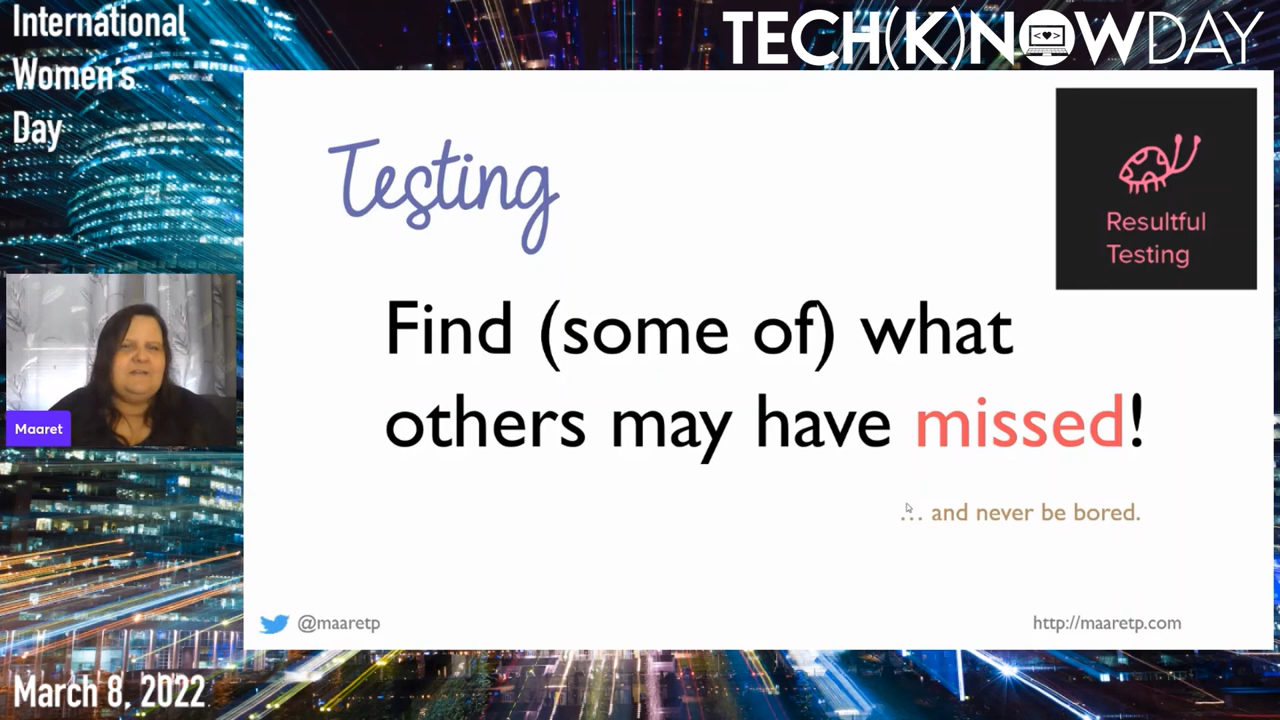 International
Women's
Day
TECH(K)NOWDAY
Testing
Resultful
Testing
Find (some of) what
others may have missed!
... and never be bored.
Maaret
@maaretp
http://maaretp.com
March 8, 2022